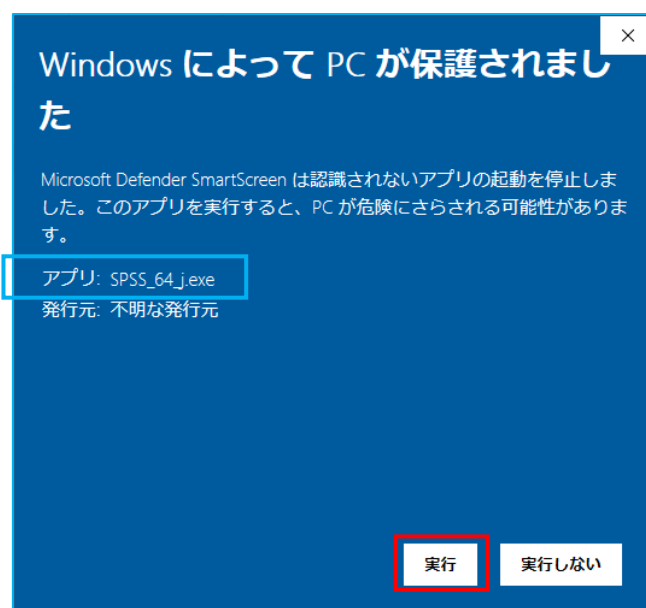 Windows によって PC が保護されまし
た
Microsoft Defender SmartScreen は認識されないアプリの起動を停止しま
した。このアプリを実行すると、PC が危険にさらされる可能性がありま
す。
アプリ: SPSS_64_j.exe
発行元: 不明な発行元
実行 実行しない